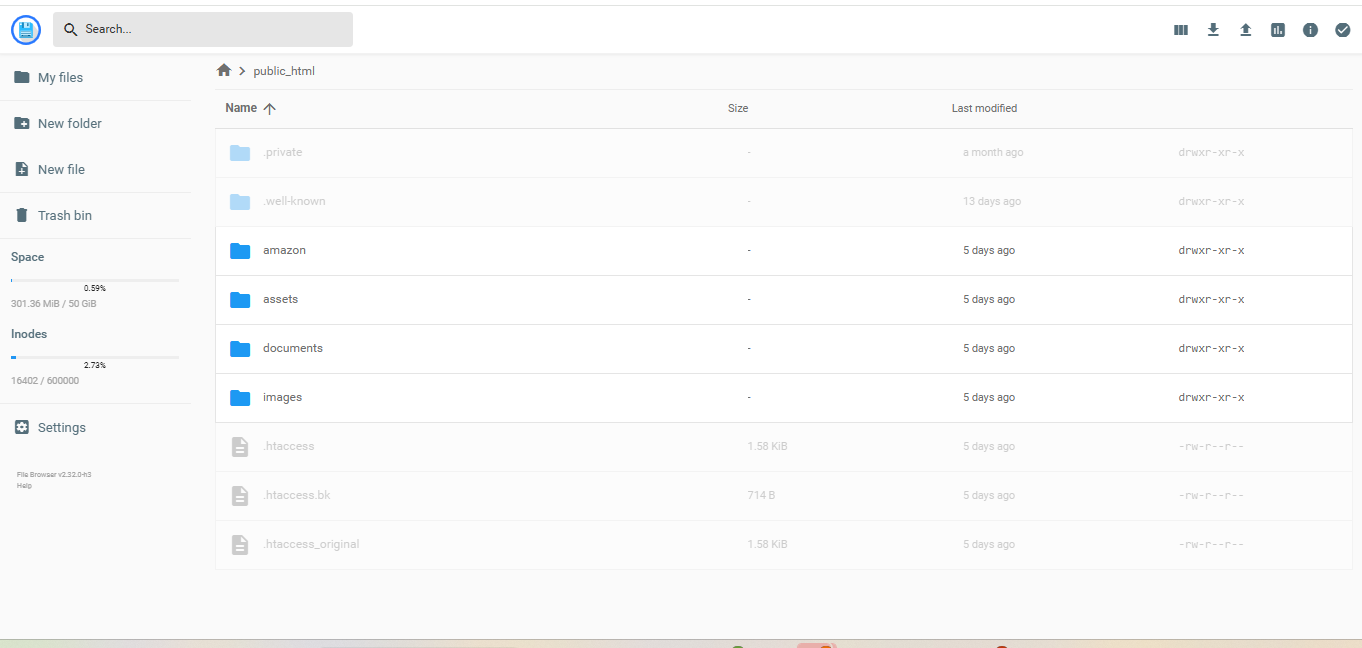 Search...
public_html
My files
New folder
New file
Trash bin
Space
0.59%
301.36 MiB / 50 GiB
Inodes
2.73%
16402 / 600000
Settings
File Browser v2.32.0-h3
Help
Name Size Last modified
.private - a month ago drwxr-xr-x
.well-known - 13 days ago drwxr-xr-x
amazon - 5 days ago drwxr-xr-x
assets - 5 days ago drwxr-xr-x
documents - 5 days ago drwxr-xr-x
images - 5 days ago drwxr-xr-x
.htaccess 1.58 KiB 5 days ago -rw-r--r--
.htaccess.bk 714 B 5 days ago -rw-r--r--
.htaccess_original 1.58 KiB 5 days ago -rw-r--r--